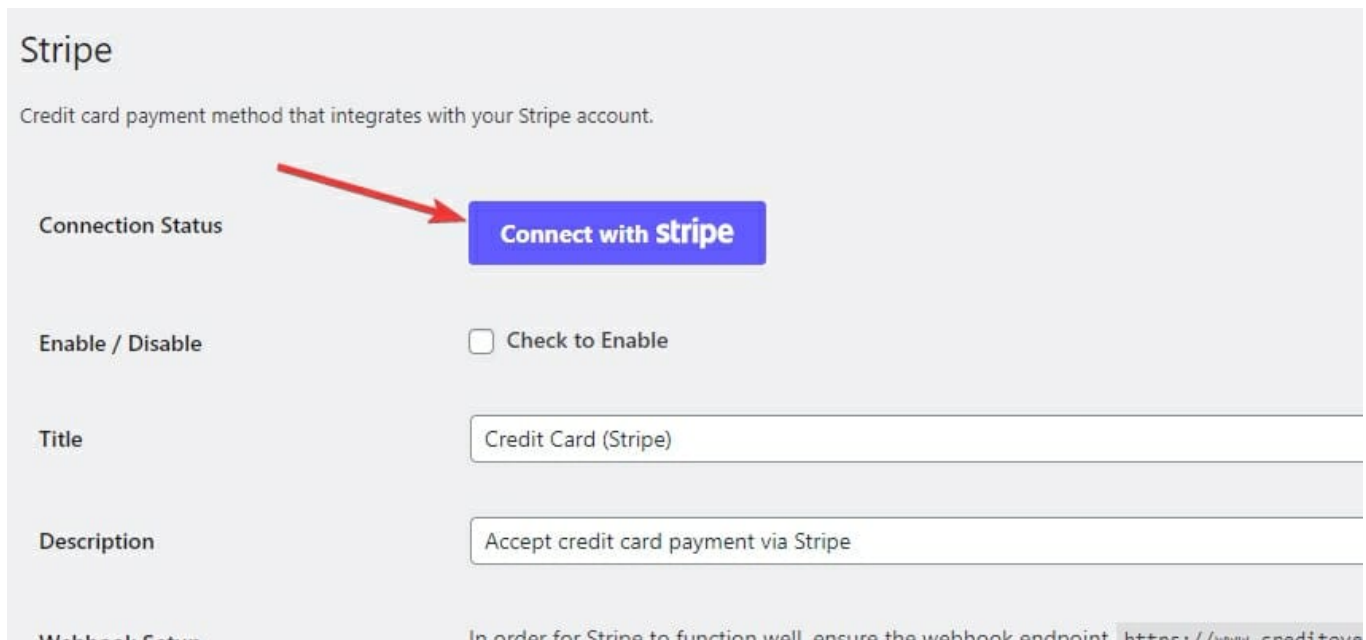 Stripe
Credit card payment method that integrates with your Stripe account.
Connection Status
Connect with stripe
Enable / Disable
Check to Enable
Title
Credit Card (Stripe)
Description
Accept credit card payment via Stripe
Webhook Setup
In order for Stripe to function well, ensure the webhook endpoint